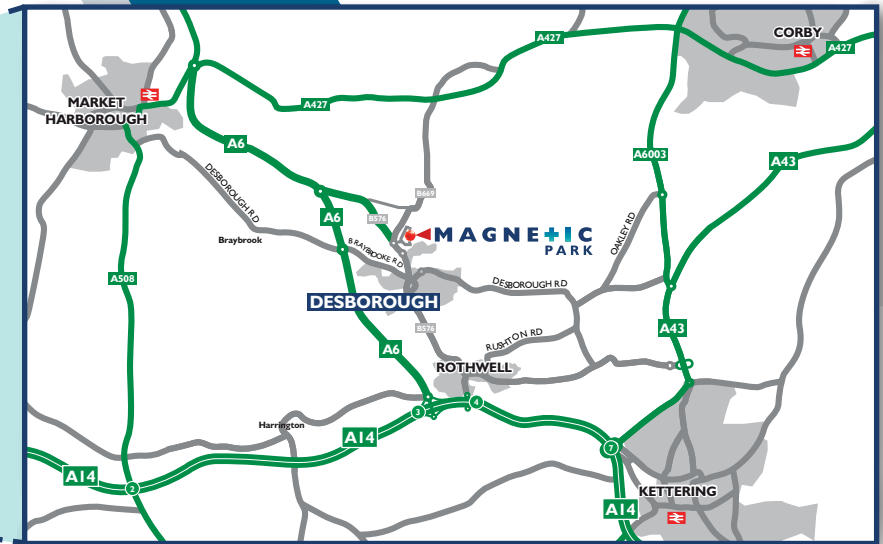 CORBY
A427
A427
A427
MARKET
HARBOROUGH
A6
A6003
A43
DESBOROUGH RD
B669
A6
B576
OAKLEY RD
MAGNETIC
PARK
Braybrook
BRAYBROOKE RD
A508
DESBOROUGH RD
DESBOROUGH
B576
A43
RUSHTON RD
A6
ROTHWELL
3
4
Harrington
A14
7
A14
2
KETTERING
A14